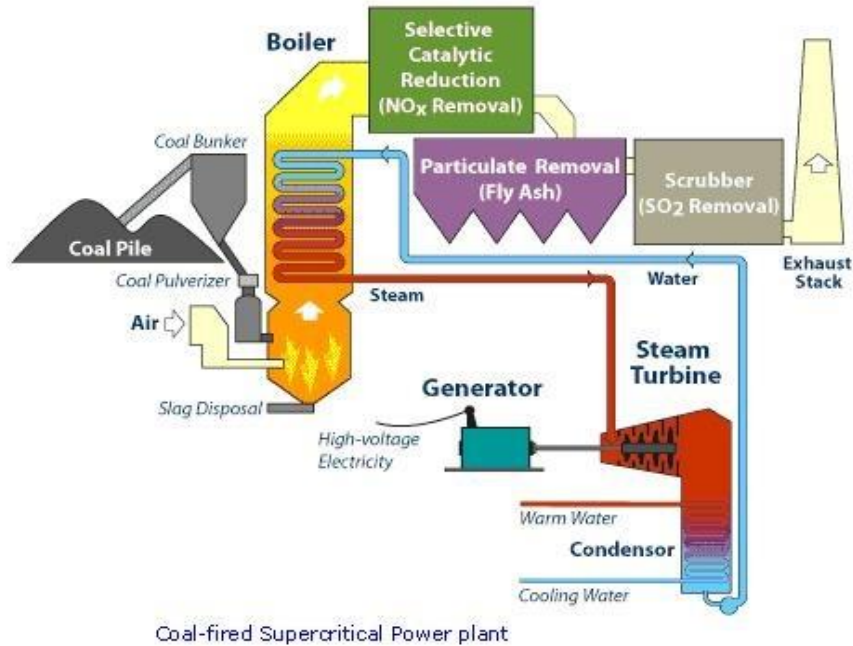 Boiler
Selective
Catalytic
Reduction
(NOx Removal)
Coal Bunker
Particulate Removal
(Fly Ash)
Scrubber
(SO2 Removal)
Coal Pile
Coal Pulverizer
Steam
Water
Exhaust
Stack
Air
Steam
Turbine
Generator
Slag Disposal
High-voltage
Electricity
Warm Water
Condensor
Cooling Water
Coal-fired Supercritical Power plant